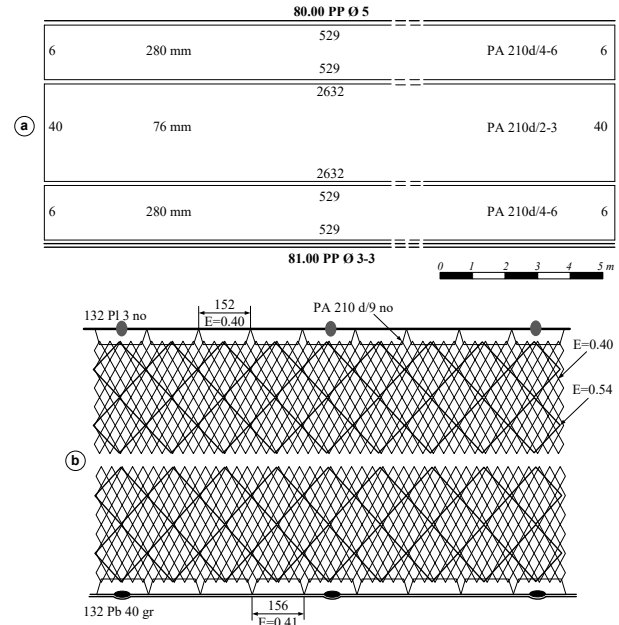 80.00 PP Ø 5
529
6 280 mm PA 210d/4-6 6
529
2632
a 40 76 mm PA 210d/2-3 40
2632
529
6 280 mm PA 210d/4-6 6
529
81.00 PP Ø 3-3
0 1 2 3 4 5 m
152
132 Pl 3 no E=0.40 PA 210 d/9 no
E=0.40
E=0.54
b
132 Pb 40 gr 156
E=0.41